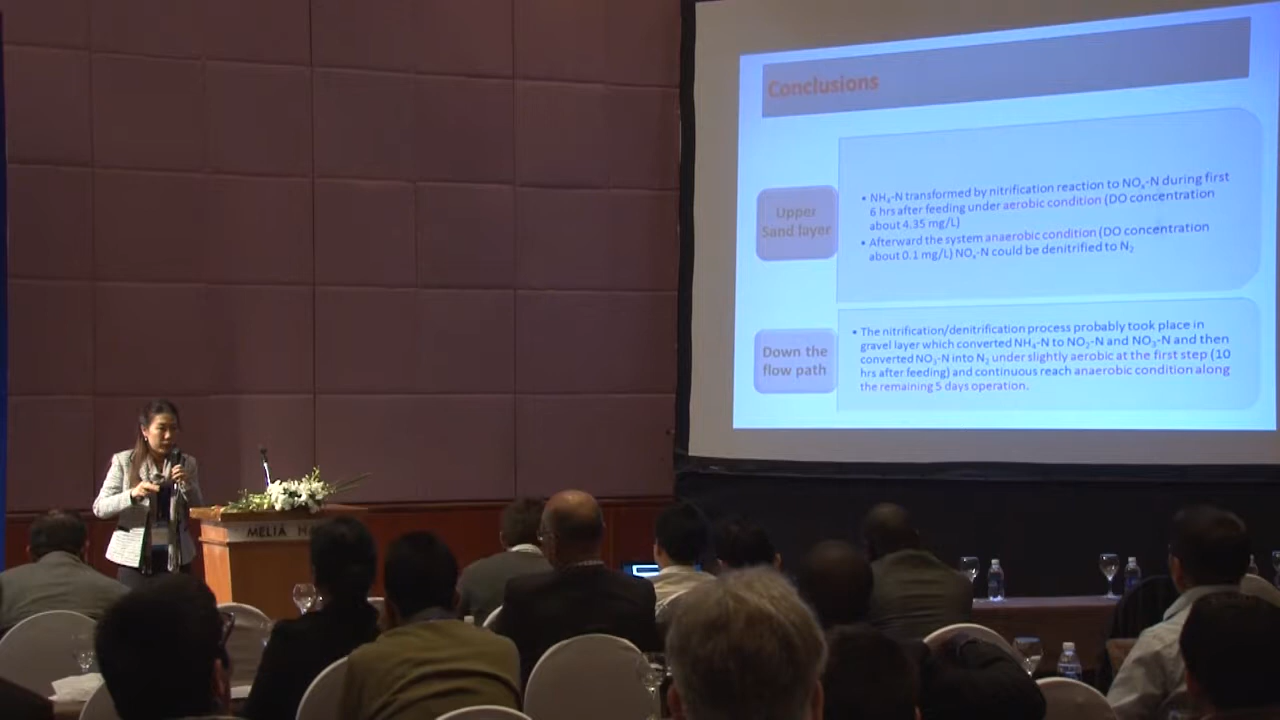 Conclusions
Upper
Sand layer
• NH₄-N transformed by nitrification reaction to NOₓ-N during first
6 hrs after feeding under aerobic condition (DO concentration
about 4.35 mg/L)
• Afterward the system anaerobic condition (DO concentration
about 0.1 mg/L) NOₓ-N could be denitrified to N₂
Down the
flow path
• The nitrification/denitrification process probably took place in
gravel layer which converted NH₄-N to NO₂-N and NO₃-N and then
converted NO₃-N into N₂ under slightly aerobic at the first step (10
hrs after feeding) and continuous reach anaerobic condition along
the remaining 5 days operation.
MELIÃ